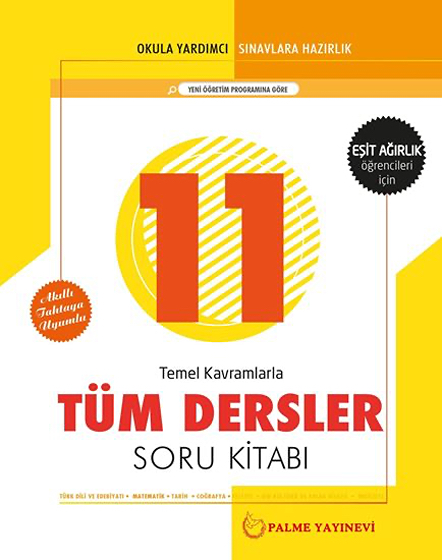 OKULA YARDIMCI SINAVLARA HAZIRLIK
YENİ ÖĞRETİM PROGRAMINA GÖRE
EŞİT AĞIRLIK
öğrencileri
için
11
Akıllı
Tahtaya
Uyumlu
Temel Kavramlarla
TÜM DERSLER
SORU KİTABI
TÜRK DİLİ VE EDEBİYATI • MATEMATİK • TARİH • COĞRAFYA •
PALME YAYINEVİ